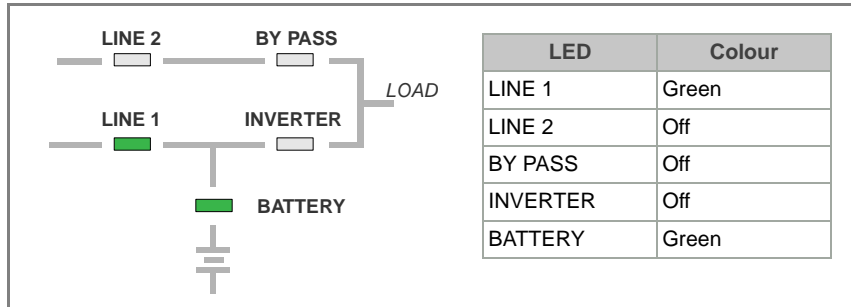 LINE 2 BY PASS
LOAD
LINE 1 INVERTER
BATTERY
LED Colour
LINE 1 Green
LINE 2 Off
BY PASS Off
INVERTER Off
BATTERY Green